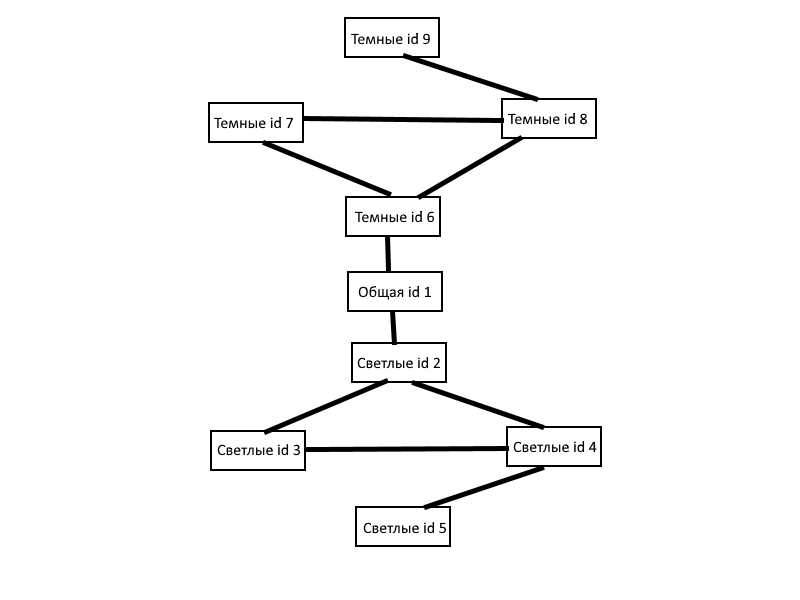 Темные id 9
Темные id 7
Темные id 8
Темные id 6
Общая id 1
Светлые id 2
Светлые id 3
Светлые id 4
Светлые id 5